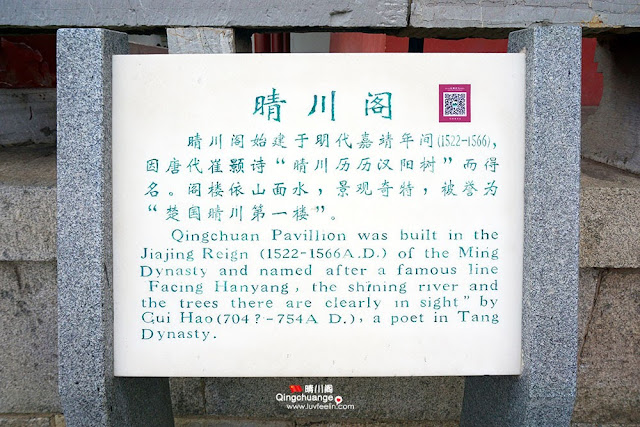 晴川阁
晴川阁始建于明代嘉靖年间(1522-1566),
因唐代崔颢诗“晴川历历汉阳树”而得
名。阁楼依山面水,景观奇特,被誉为
“楚国晴川第一楼”。
Qingchuan Pavillion was built in the
Jiajing Reign (1522-1566A.D.) of the Ming
Dynasty and named after a famous line
Facing Hanyang, the shining river and
the trees there are clearly in sight" by
Cui Hao(704?-754A D.), a poet in Tang
Dynasty.
晴川阁
Qingchuange
www.luvfeelin.com